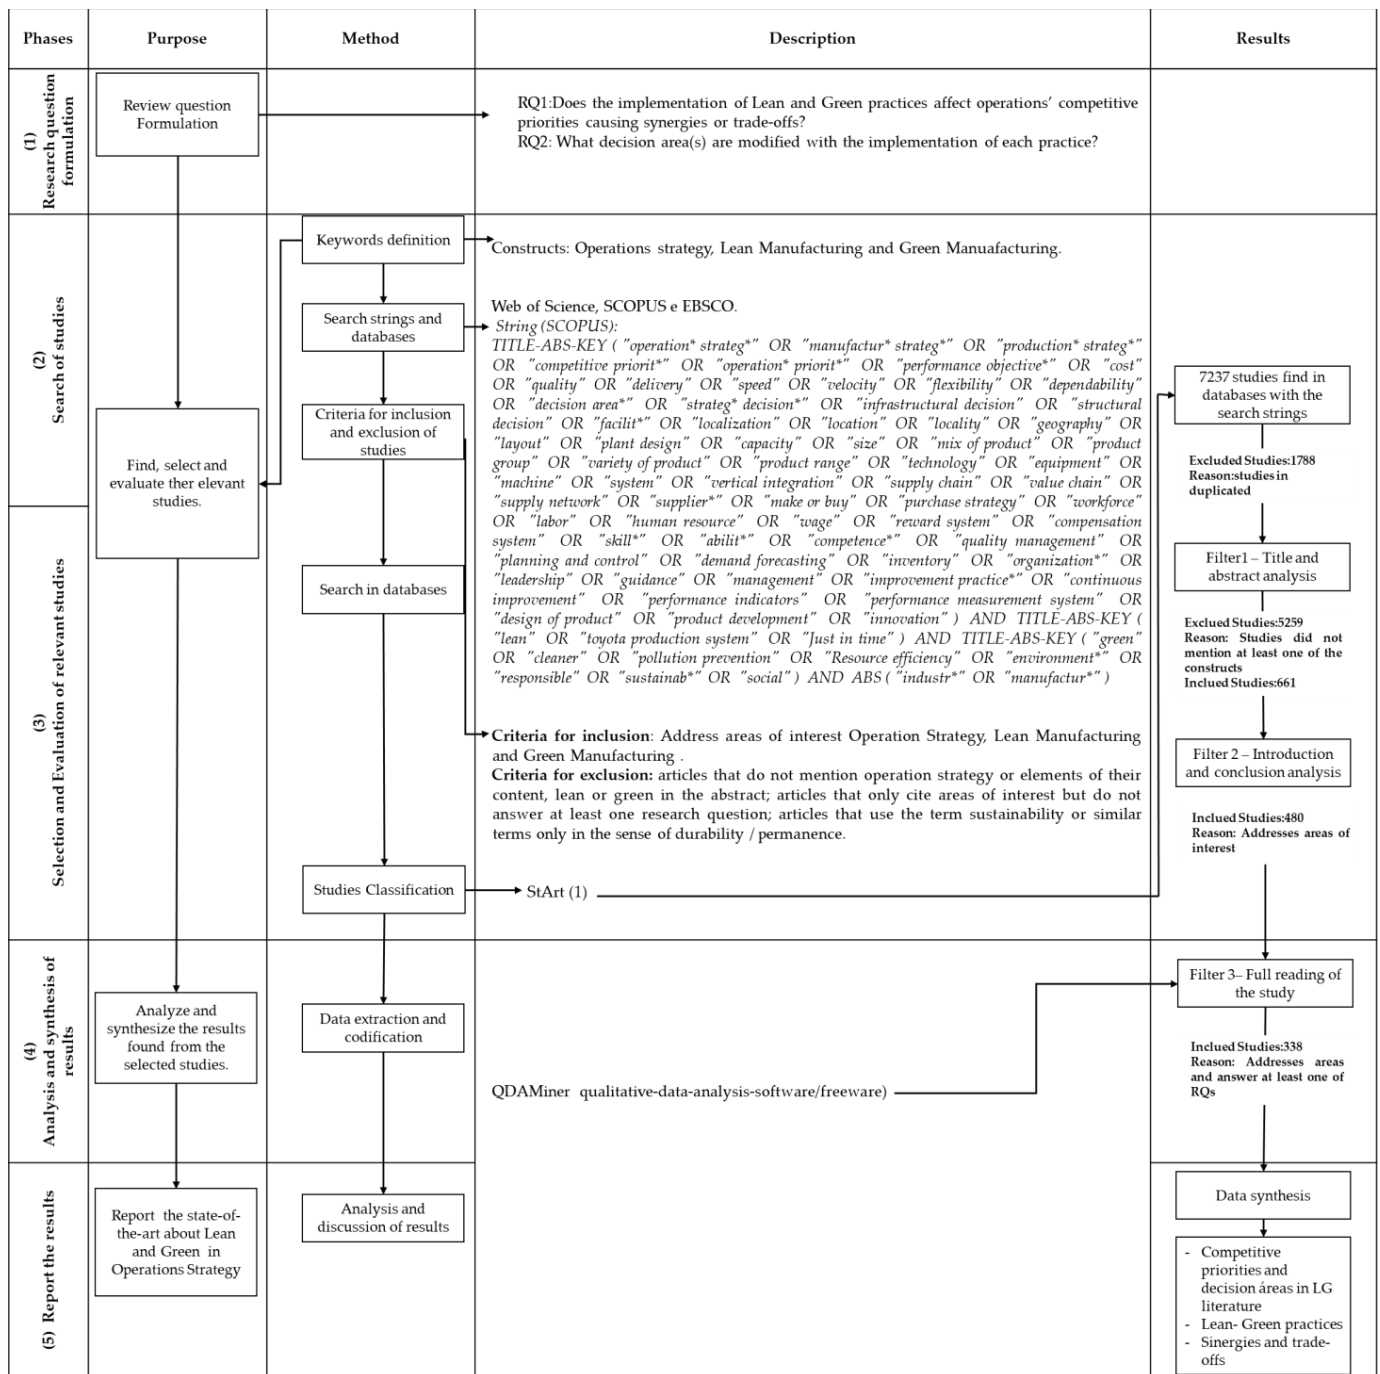 Phases
Purpose
Method
Description
Results
(1)
Research question
formulation
Review question
Formulation
RQ1:Does the implementation of Lean and Green practices affect operations' competitive
priorities causing synergies or trade-offs?
RQ2: What decision area(s) are modified with the implementation of each practice?
(2)
Search of studies
(3)
Selection and Evaluation of relevant studies
Find, select and
evaluate ther elevant
studies.
Keywords definition
Search strings and
databases
Criteria for inclusion
and exclusion of
studies
Search in databases
Studies Classification
Constructs: Operations strategy, Lean Manufacturing and Green Manuafacturing.
Web of Science, SCOPUS e EBSCO.
String (SCOPUS):
TITLE-ABS-KEY ( "operation* strateg*" OR "manufactur* strateg*" OR "production* strateg*"
OR "competitive priorit*" OR "operation* priorit*" OR "performance objective*" OR "cost"
OR "quality" OR "delivery" OR "speed" OR "velocity" OR "flexibility" OR "dependability"
OR "decision area*" OR "strateg* decision*" OR "infrastructural decision" OR "structural
decision" OR "facilit*" OR "localization" OR "location" OR "locality" OR "geography" OR
"layout" OR "plant design" OR "capacity" OR "size" OR "mix of product" OR "product
group" OR "variety of product" OR "product range" OR "technology" OR "equipment" OR
"machine" OR "system" OR "vertical integration" OR "supply chain" OR "value chain" OR
"supply network" OR "supplier*" OR "make or buy" OR "purchase strategy" OR "workforce"
OR "labor" OR "human resource" OR "wage" OR "reward system" OR "compensation
system" OR "skill*" OR "abilit*" OR "competence*" OR "quality management" OR
"planning and control" OR "demand forecasting" OR "inventory" OR "organization*" OR
"leadership" OR "guidance" OR "management" OR "improvement practice*" OR "continuous
improvement" OR "performance indicators" OR "performance measurement system" OR
"design of product" OR "product development" OR "innovation" ) AND TITLE-ABS-KEY (
"lean" OR "toyota production system" OR "Just in time" ) AND TITLE-ABS-KEY ( "green"
OR "cleaner" OR "pollution prevention" OR "Resource efficiency" OR "environment*" OR
"responsible" OR "sustainab*" OR "social" ) AND ABS ( "industr*" OR "manufactur*" )
Criteria for inclusion: Address areas of interest Operation Strategy, Lean Manufacturing
and Green Manufacturing .
Criteria for exclusion: articles that do not mention operation strategy or elements of their
content, lean or green in the abstract; articles that only cite areas of interest but do not
answer at least one research question; articles that use the term sustainability or similar
terms only in the sense of durability / permanence.
StArt (1)
7237 studies find in
databases with the
search strings
Excluded Studies:1788
Reason:studies in
duplicated
Filter1 – Title and
abstract analysis
Exclued Studies:5259
Reason: Studies did not
mention at least one of the
constructs
Inclued Studies:661
Filter 2 – Introduction
and conclusion analysis
Inclued Studies:480
Reason: Addresses areas of
interest
(4)
Analysis and synthesis of
results
Analyze and
synthesize the results
found from the
selected studies.
Data extraction and
codification
QDAMiner qualitative-data-analysis-software/freeware)
Filter 3– Full reading of
the study
Inclued Studies:338
Reason: Addresses areas
and answer at least one of
RQs
(5) Report the results
Report the state-of-
the-art about Lean
and Green in
Operations Strategy
Analysis and
discussion of results
Data synthesis
- Competitive
priorities and
decision áreas in LG
literature
- Lean- Green practices
- Sinergies and trade-
offs